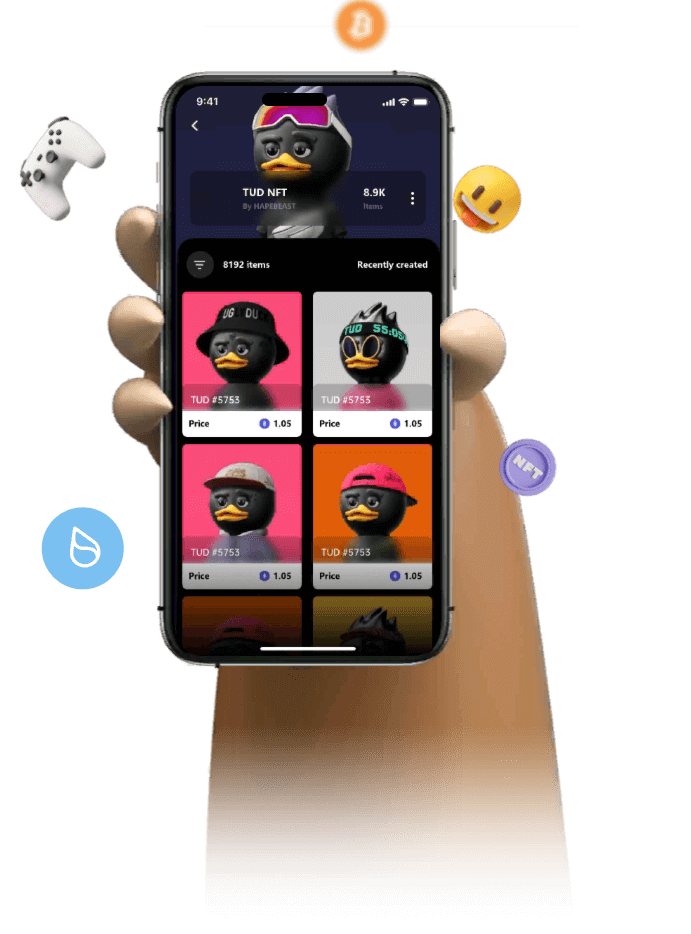 9:41
TUD NFT
8.9K
By HAPEBEAST
Items
8192 items
Recently created
UG DU
TUD 55:05
TUD #5753
TUD #5753
Price
1.05
Price
1.05
TUD #5753
TUD #5753
Price
1.05
Price
1.05
NFT